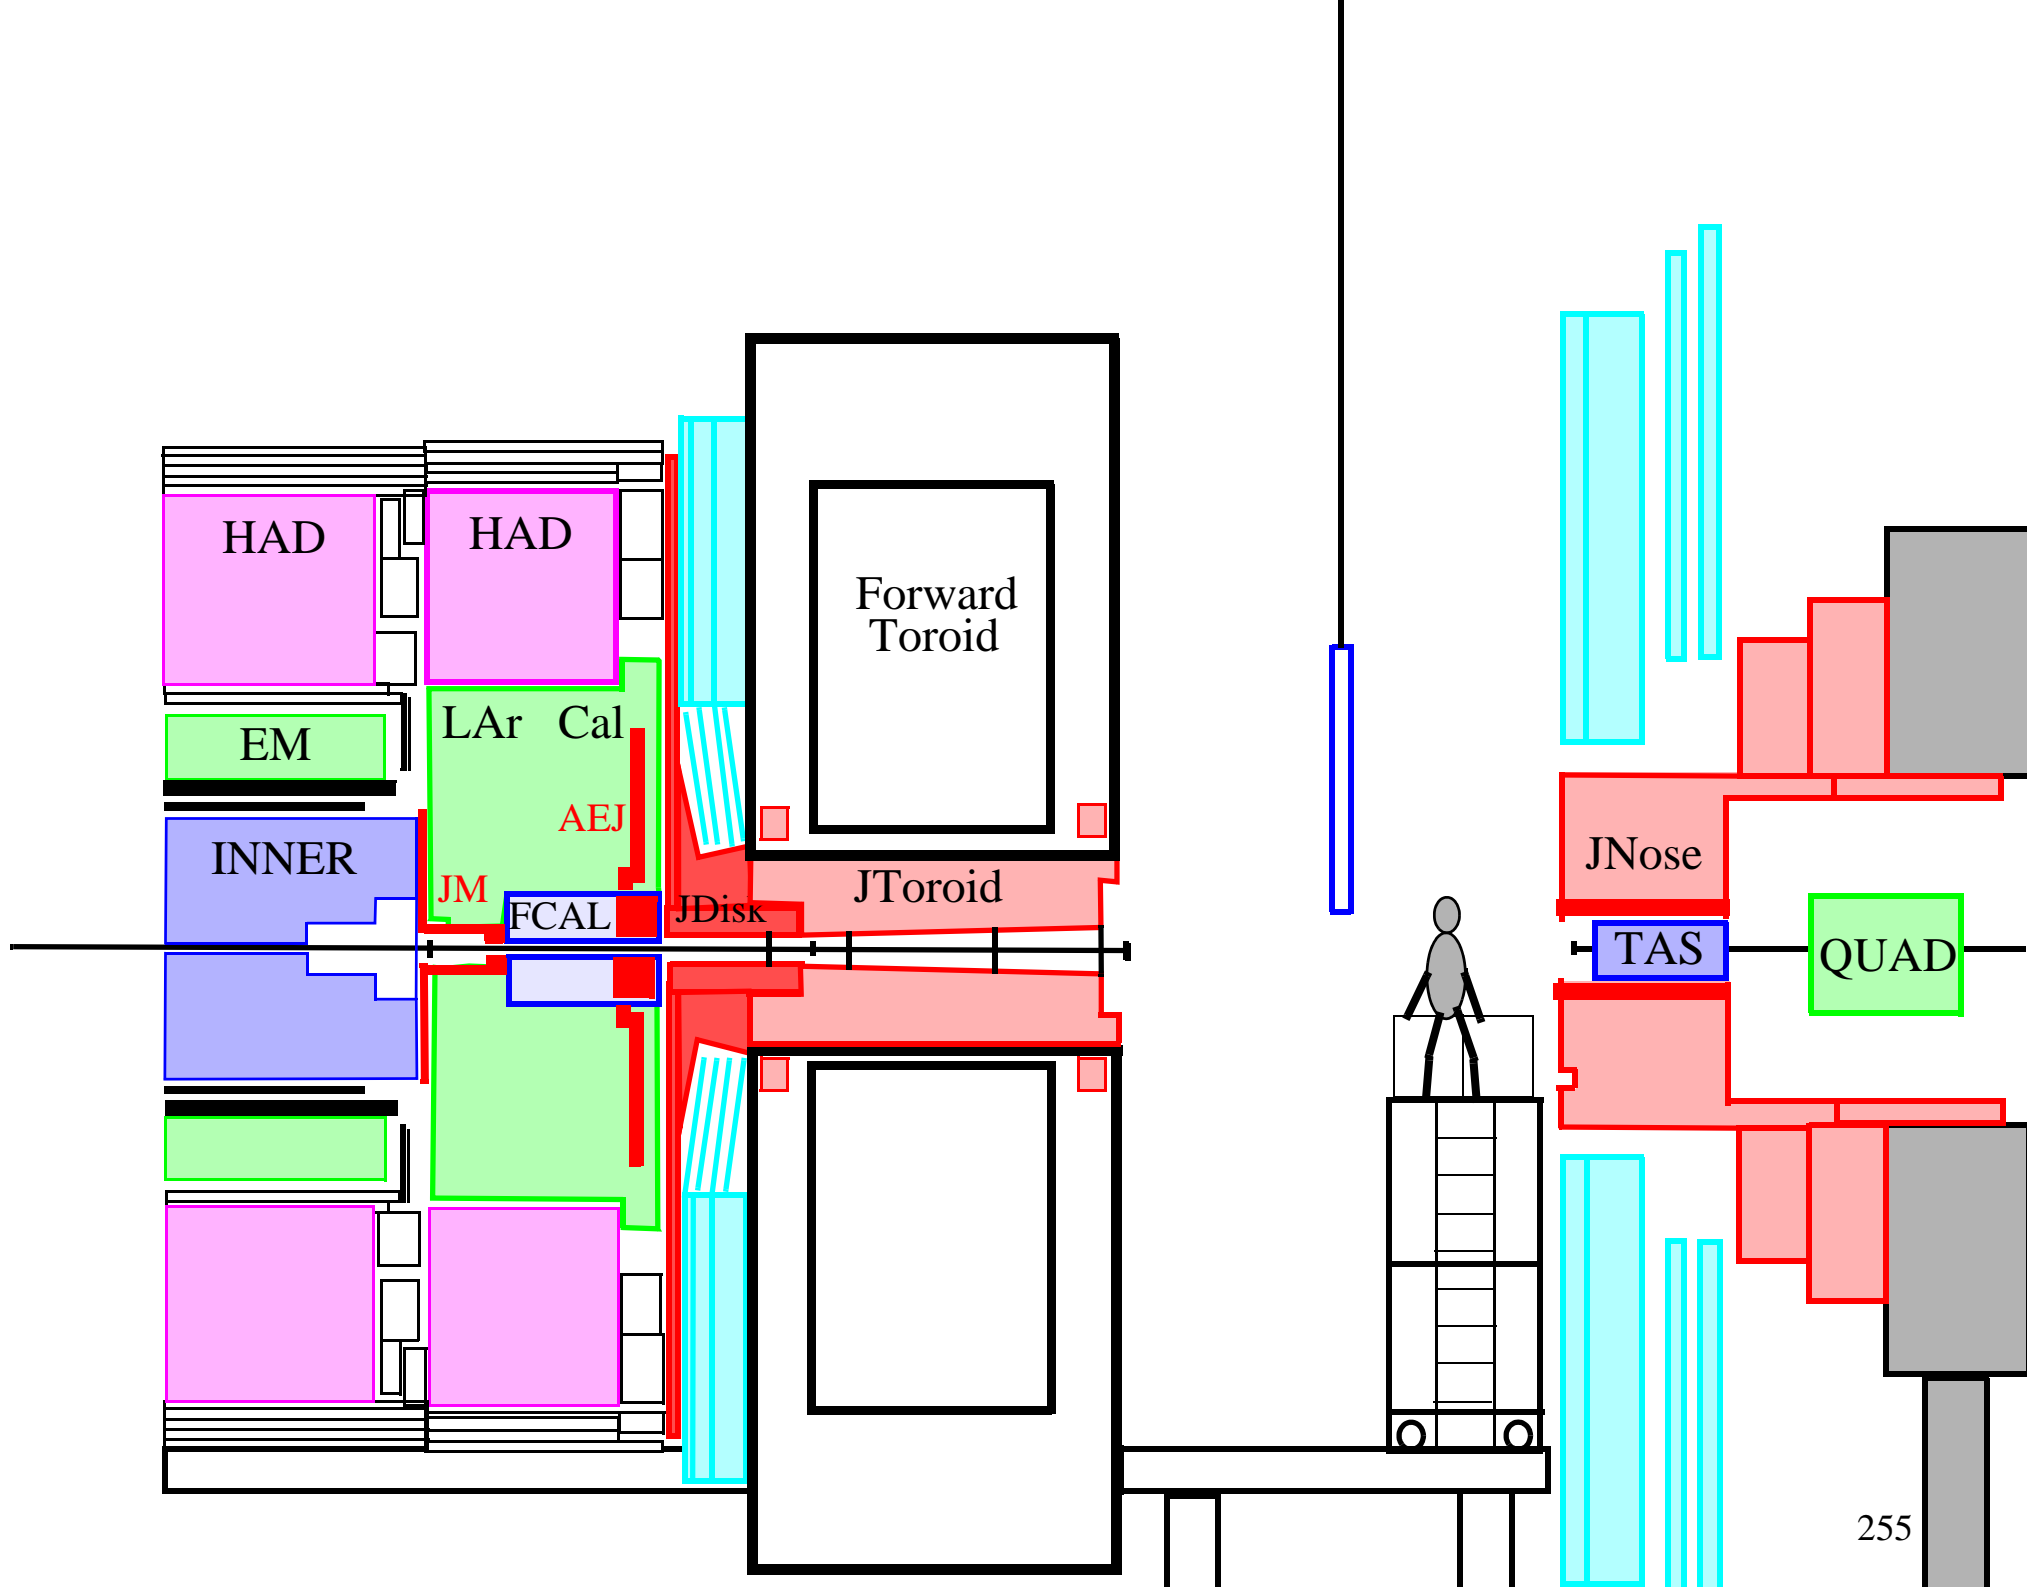 HAD
HAD
Forward
Toroid
LAr Cal
EM
AEJ
INNER
JM
FCAL
JDisk
JToroid
JNose
TAS
QUAD
255